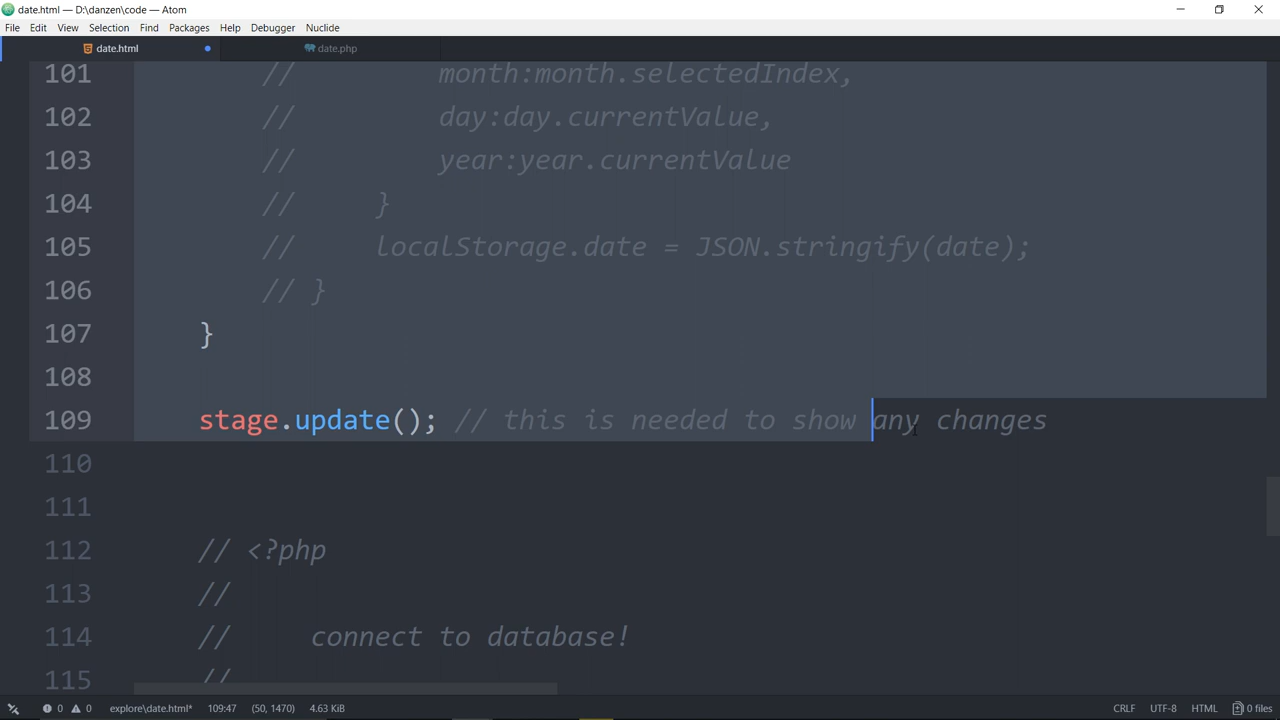 date.html — D:\danzen\code — Atom
File Edit View Selection Find Packages Help Debugger Nuclide
date.html date.php
101 // month:month.selectedIndex,
102 // day:day.currentValue,
103 // year:year.currentValue
104 // }
105 // localStorage.date = JSON.stringify(date);
106 // }
107 }
108
109 stage.update(); // this is needed to show any changes
110
111
112 // <?php
113 //
114 // connect to database!
115 //
0 0 explore\date.html* 109:47 (50, 1470) 4.63 KiB CRLF UTF-8 HTML 0 files